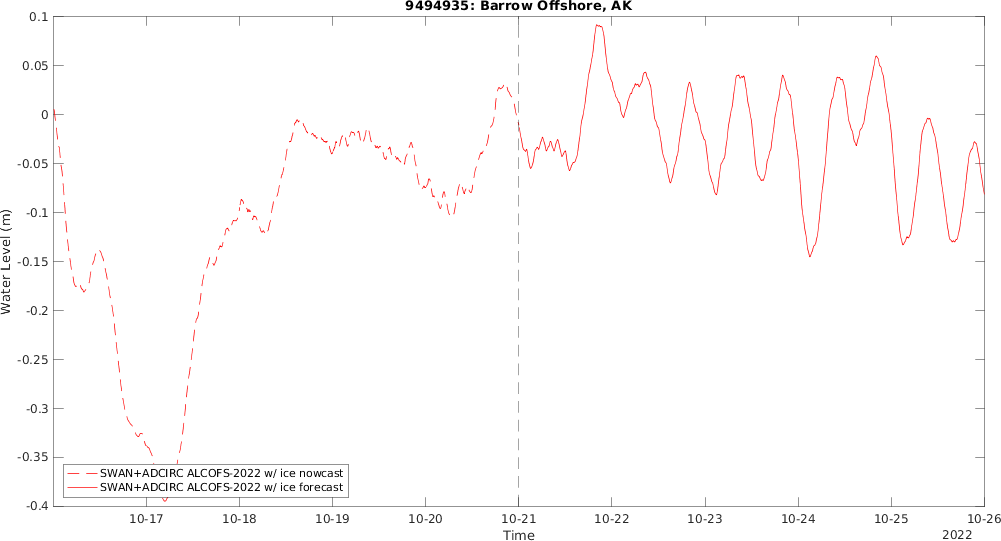 9494935: Barrow Offshore, AK
0.1
0.05
0
-0.05
-0.1
-0.15
-0.2
-0.25
-0.3
-0.35
-0.4
Water Level (m)
SWAN+ADCIRC ALCOFS-2022 w/ ice nowcast
SWAN+ADCIRC ALCOFS-2022 w/ ice forecast
10-17 10-18 10-19 10-20 10-21 10-22 10-23 10-24 10-25 10-26
Time
2022